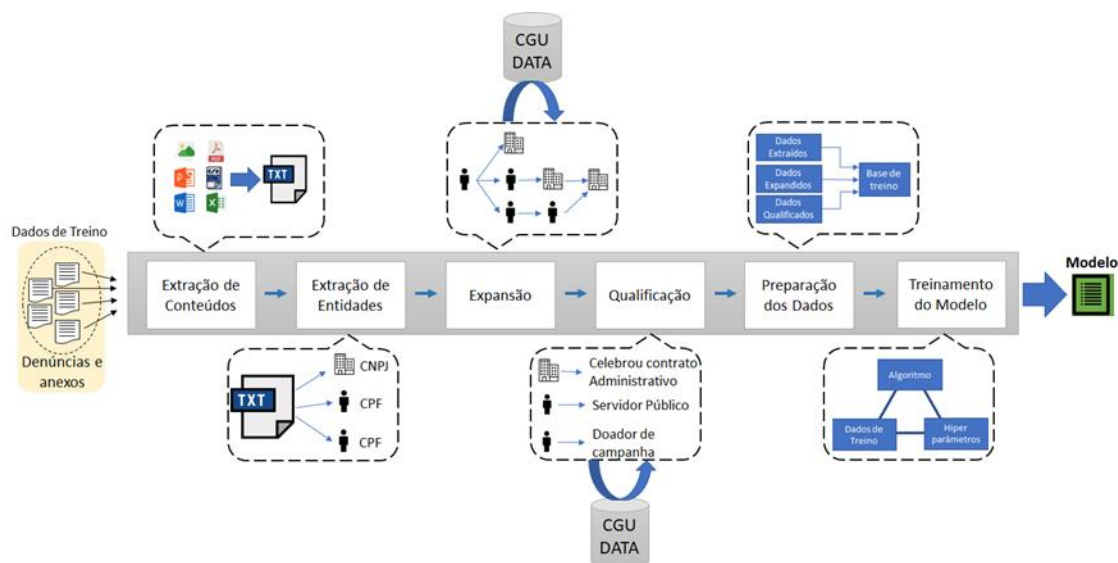 CGU
DATA
PDF
TXT
Dados
Extraídos
Dados
Expandidos
Dados
Qualificados
Base de
treino
Dados de Treino
Denúncias e
anexos
Extração de
Conteúdos
Extração de
Entidades
Expansão
Qualificação
Preparação
dos Dados
Treinamento
do Modelo
Modelo
TXT
CNPJ
CPF
CPF
Celebrou contrato
Administrativo
Servidor Público
Doador de
campanha
Algoritmo
Dados de
Treino
Hiper
parâmetros
CGU
DATA